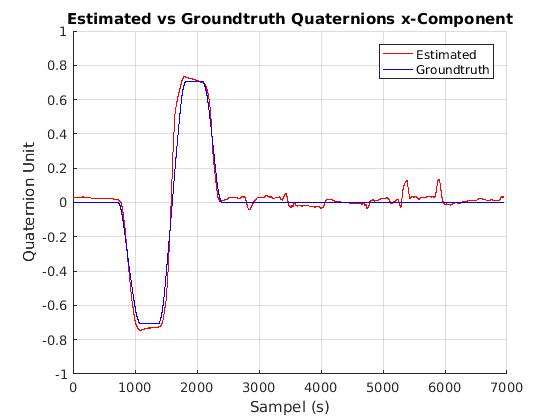 Estimated vs Groundtruth Quaternions x-Component
Estimated
Groundtruth
Quaternion Unit
1
0.8
0.6
0.4
0.2
0
-0.2
-0.4
-0.6
-0.8
-1
0 1000 2000 3000 4000 5000 6000 7000
Sampel (s)